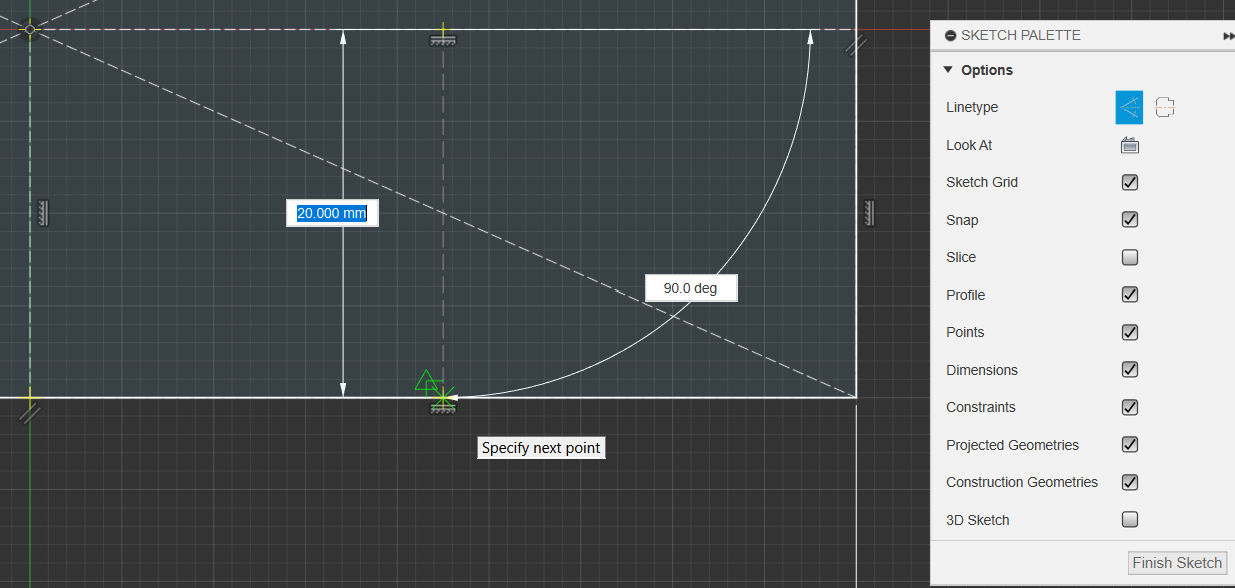 SKETCH PALETTE
Options
Linetype
Look At
Sketch Grid
Snap
20.000 mm
Slice
90.0 deg
Profile
Points
Dimensions
Constraints
Specify next point
Projected Geometries
Construction Geometries
3D Sketch
Finish Sketch